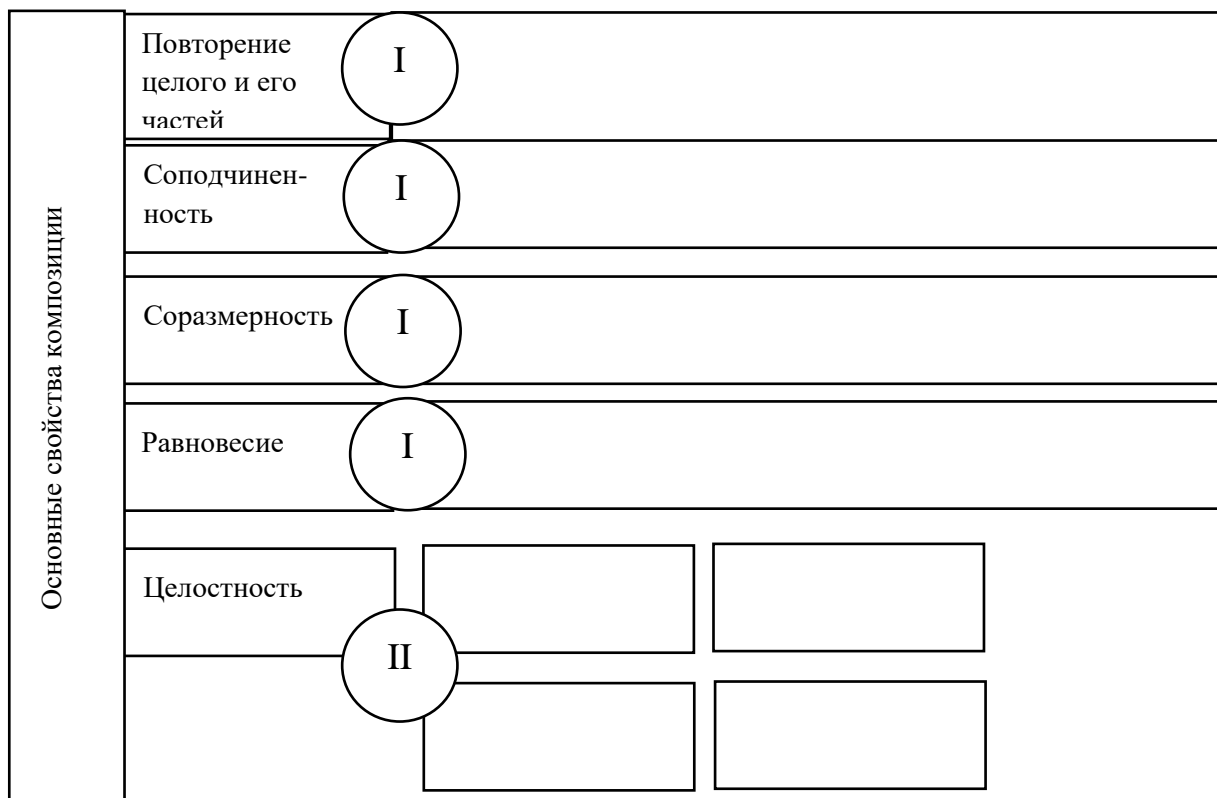 Основные свойства композиции
Повторение
целого и его
частей
I
Соподчинен-
ность
I
Соразмерность
I
Равновесие
I
Целостность
II